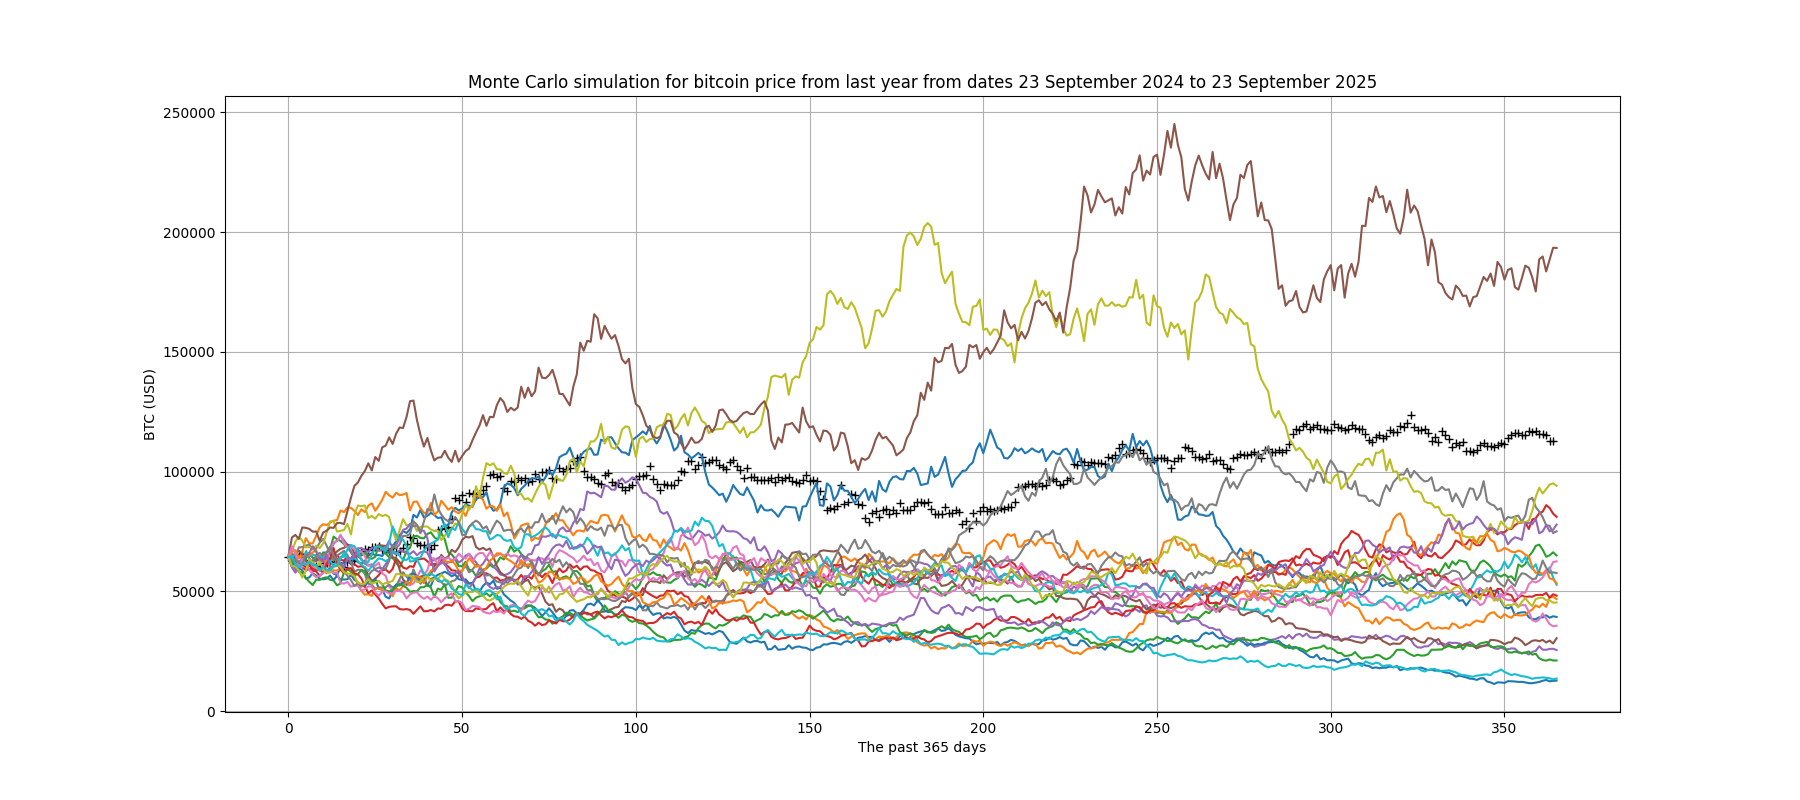 Monte Carlo simulation for bitcoin price from last year from dates 23 September 2024 to 23 September 2025
BTC (USD)
250000
200000
150000
100000
50000
0
0 50 100 150 200 250 300 350
The past 365 days